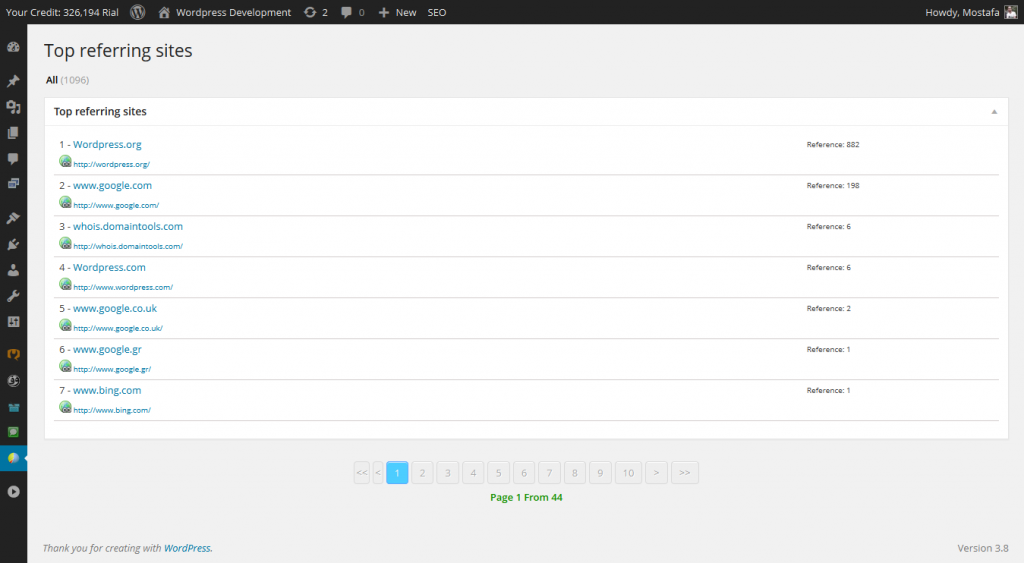 Your Credit: 326,194 Rial Wordpress Development 2 0 New SEO Howdy, Mostafa
Top referring sites
All (1096)
Top referring sites
1 - Wordpress.org Reference: 882
http://wordpress.org/
2 - www.google.com Reference: 198
http://www.google.com/
3 - whois.domaintools.com Reference: 6
http://whois.domaintools.com/
4 - Wordpress.com Reference: 6
http://www.wordpress.com/
5 - www.google.co.uk Reference: 2
http://www.google.co.uk/
6 - www.google.gr Reference: 1
http://www.google.gr/
7 - www.bing.com Reference: 1
http://www.bing.com/
<< < 1 2 3 4 5 6 7 8 9 10 > >>
Page 1 From 44
Thank you for creating with WordPress. Version 3.8